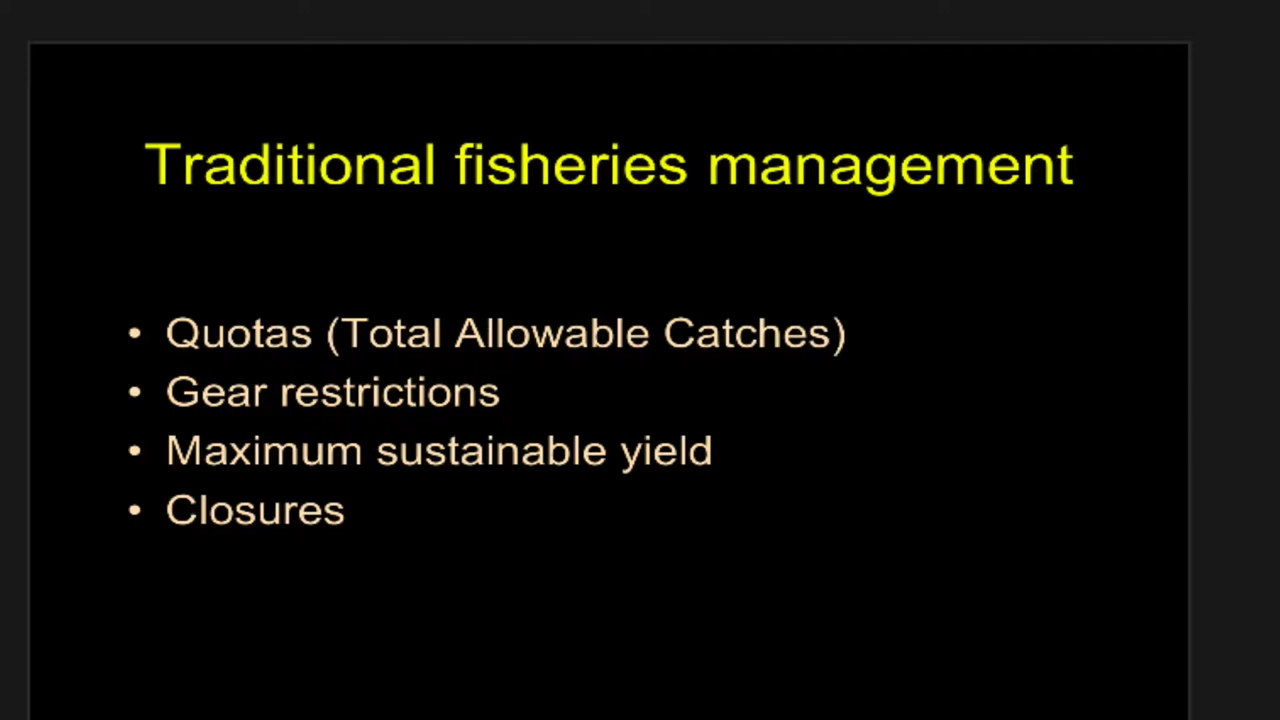 Traditional fisheries management
• Quotas (Total Allowable Catches)
• Gear restrictions
• Maximum sustainable yield
• Closures